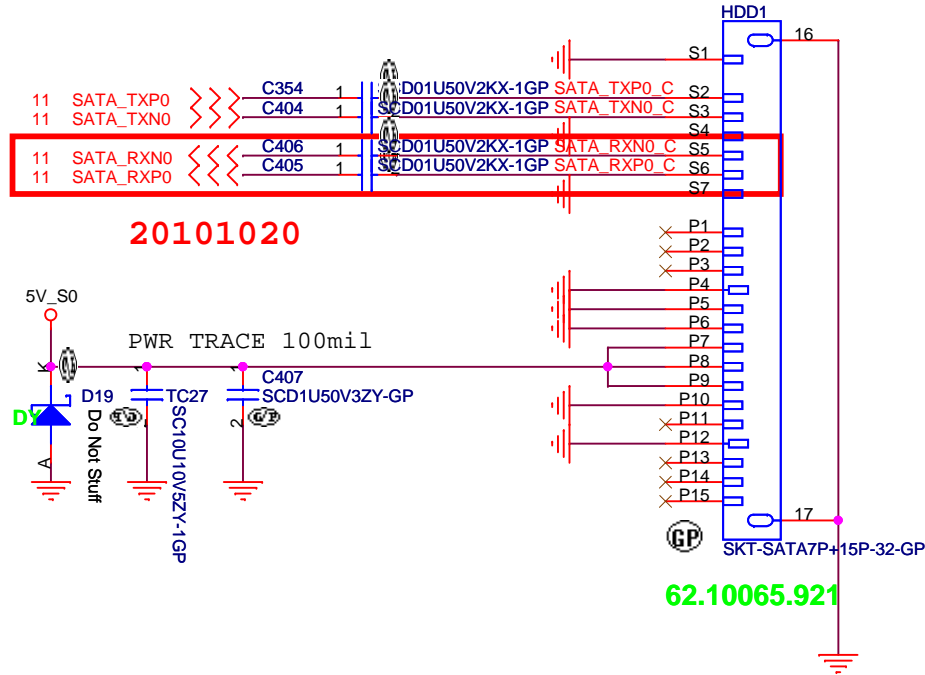 HDD1
16
S1
C354
1
SCD01U50V2KX-1GP SATA_TXP0_C
S2
11 SATA_TXP0
C404
1
SCD01U50V2KX-1GP SATA_TXN0_C
S3
11 SATA_TXN0
S4
C406
1
SCD01U50V2KX-1GP SATA_RXN0_C
S5
11 SATA_RXN0
C405
1
SCD01U50V2KX-1GP SATA_RXP0_C
S6
11 SATA_RXP0
S7
20101020
P1
P2
P3
P4
P5
P6
P7
P8
P9
P10
P11
P12
P13
P14
P15
5V_S0
PWR TRACE 100mil
K
D19
DY
A
Do Not Stuff
1
TC27
SC10U10V5ZY-1GP
1
C407
SCD1U50V3ZY-GP
2
GP
17
SKT-SATA7P+15P-32-GP
62.10065.921